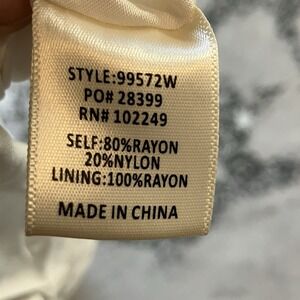 STYLE:99572W
PO# 28399
RN# 102249
SELF:80%RAYON
20%NYLON
LINING:100%RAYON
MADE IN CHINA